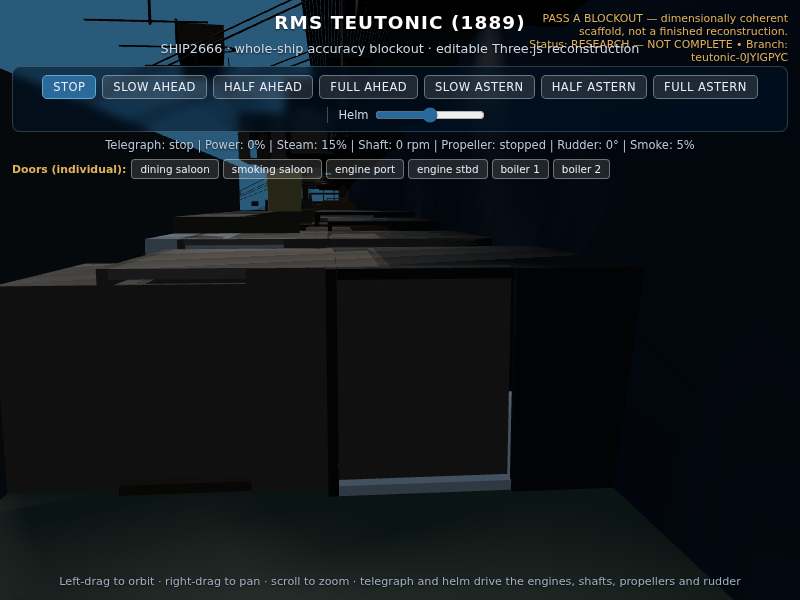 RMS TEUTONIC (1889)
SHIP2666 · whole-ship accuracy blockout · editable Three.js reconstruction
PASS A BLOCKOUT — dimensionally coherent
scaffold, not a finished reconstruction.
Status: RESEARCH — NOT COMPLETE • Branch:
teutonic-0JYIGPYC
STOP SLOW AHEAD HALF AHEAD FULL AHEAD SLOW ASTERN HALF ASTERN FULL ASTERN
Helm
Telegraph: stop | Power: 0% | Steam: 15% | Shaft: 0 rpm | Propeller: stopped | Rudder: 0° | Smoke: 5%
Doors (individual): dining saloon smoking saloon engine port engine stbd boiler 1 boiler 2
Left-drag to orbit · right-drag to pan · scroll to zoom · telegraph and helm drive the engines, shafts, propellers and rudder